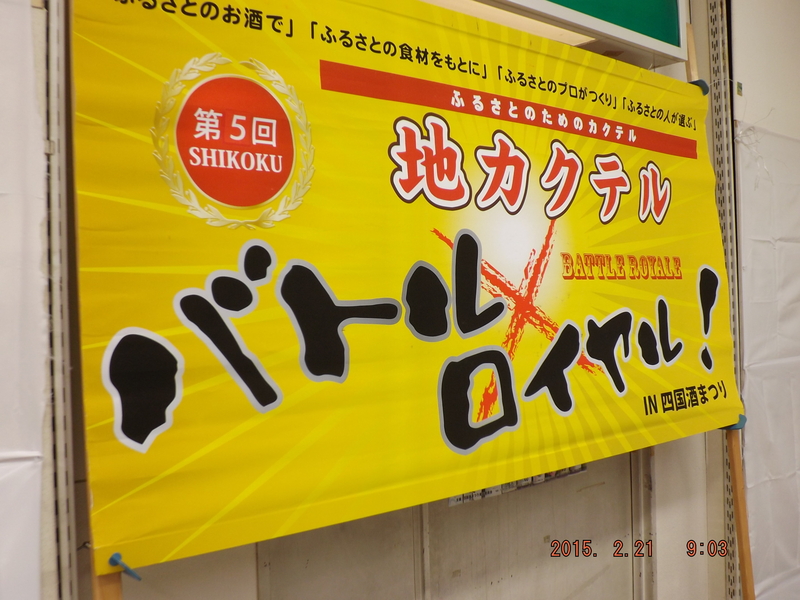 ふるさとのお酒で」「ふるさとの食材をもとに」「ふるさとのプロがつくり」「ふるさとの人が選ぶ」
ふるさとのためのカクテル
第5回
SHIKOKU
地カクテル
バトル
BATTLE ROYALE
ロイヤル!
IN 四国酒まつり
2015. 2.21 9:03